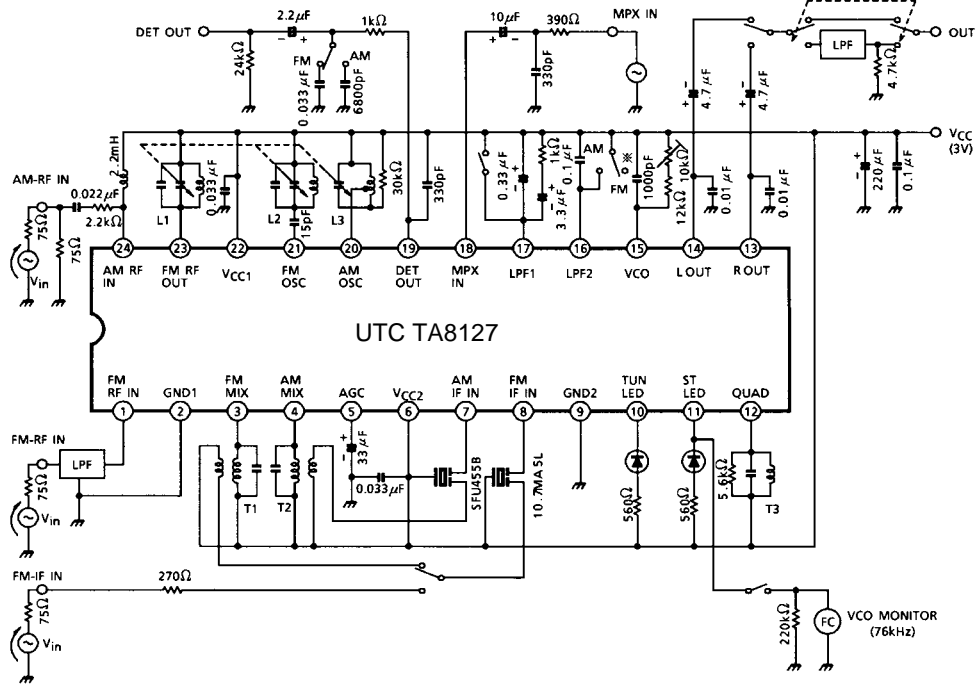 DET OUT
2.2μF
- +
1kΩ
24kΩ
FM
AM
0.033μF
6800pF
10μF
+ -
390Ω
MPX IN
330pF
4.7μF
+ -
4.7μF
+ -
LPF
4.7kΩ
OUT
VCC
(3V)
AM-RF IN
0.022μF
75Ω
Vin
75Ω
2.2kΩ
2.2mH
L1
0.033μF
L2
15pF
L3
30kΩ
330pF
0.33μF
+
-
1kΩ
3.3μF
+
-
0.1μF
AM
FM
※
1000pF
10kΩ
12kΩ
0.01μF
0.01μF
220μF
+
-
0.1μF
24 23 22 21 20 19 18 17 16 15 14 13
AM RF IN
FM RF OUT
VCC1
FM OSC
AM OSC
DET OUT
MPX IN
LPF1
LPF2
VCO
L OUT
R OUT
UTC TA8127
FM RF IN
GND1
FM MIX
AM MIX
AGC
VCC2
AM IF IN
FM IF IN
GND2
TUN LED
ST LED
QUAD
1 2 3 4 5 6 7 8 9 10 11 12
FM-RF IN
LPF
75Ω
Vin
T1
T2
33μF
+
-
0.033μF
SFU455B
10.7MA5L
560Ω
560Ω
5.6kΩ
T3
FM-IF IN
270Ω
75Ω
Vin
220kΩ
FC
VCO MONITOR
(76kHz)